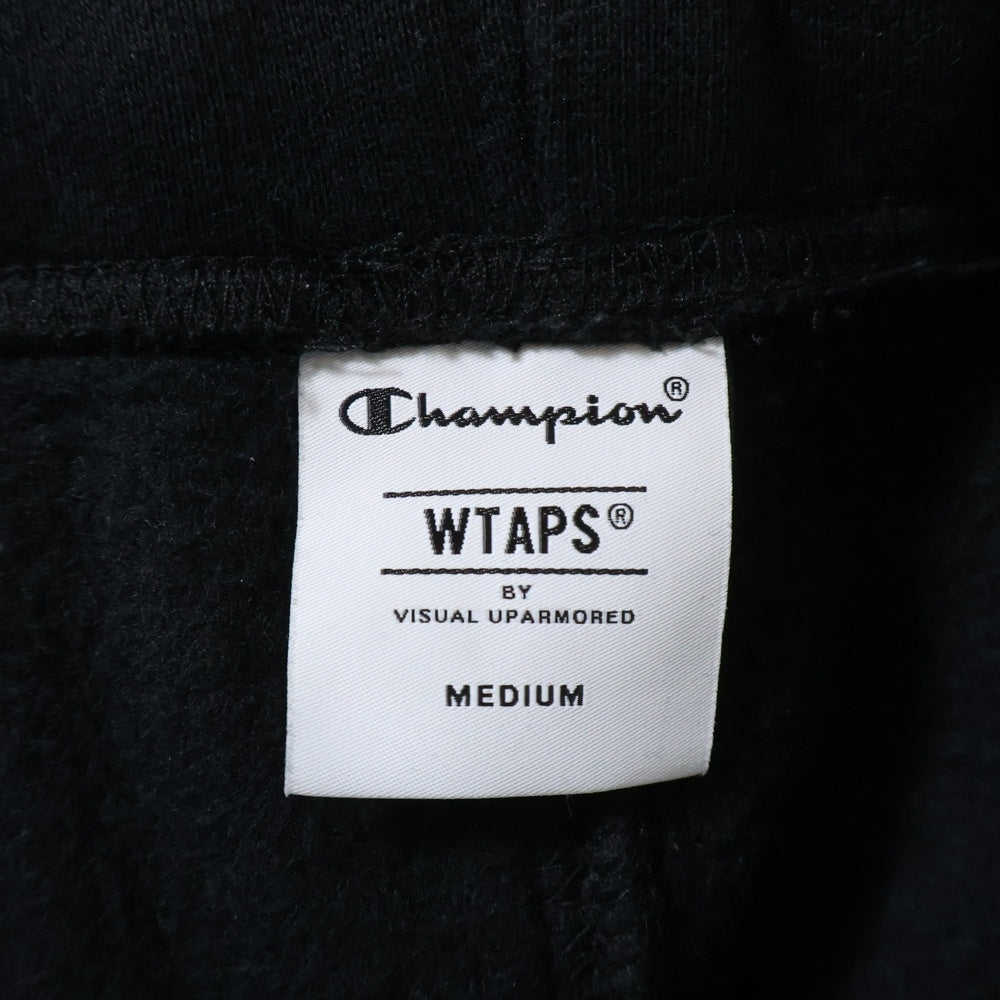 Champion®
WTAPS®
BY
VISUAL UPARMORED
MEDIUM